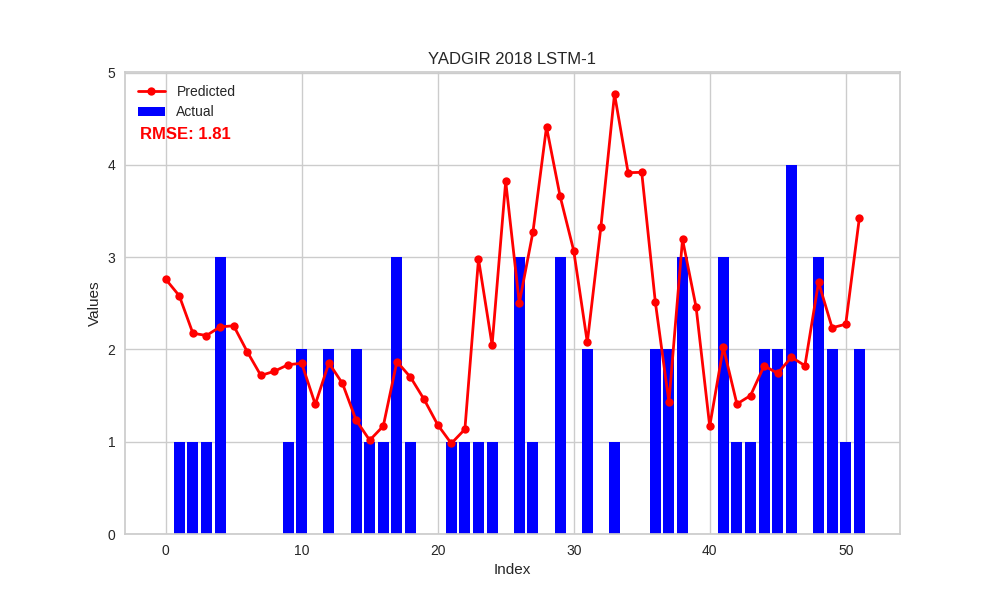 YADGIR 2018 LSTM-1
5
Predicted
Actual
RMSE: 1.81
4
3
2
1
0
Values
0 10 20 30 40 50
Index